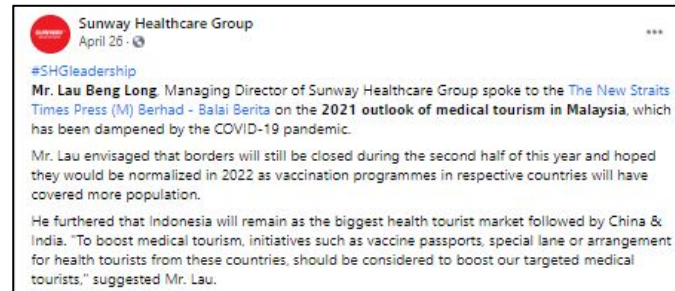 SUNWAY
Sunway Healthcare Group
April 26 ·
#SHGleadership
Mr. Lau Beng Long, Managing Director of Sunway Healthcare Group spoke to the The New Straits
Times Press (M) Berhad - Balai Berita on the 2021 outlook of medical tourism in Malaysia, which
has been dampened by the COVID-19 pandemic.
Mr. Lau envisaged that borders will still be closed during the second half of this year and hoped
they would be normalized in 2022 as vaccination programmes in respective countries will have
covered more population.
He furthered that Indonesia will remain as the biggest health tourist market followed by China &
India. "To boost medical tourism, initiatives such as vaccine passports, special lane or arrangement
for health tourists from these countries, should be considered to boost our targeted medical
tourists," suggested Mr. Lau.